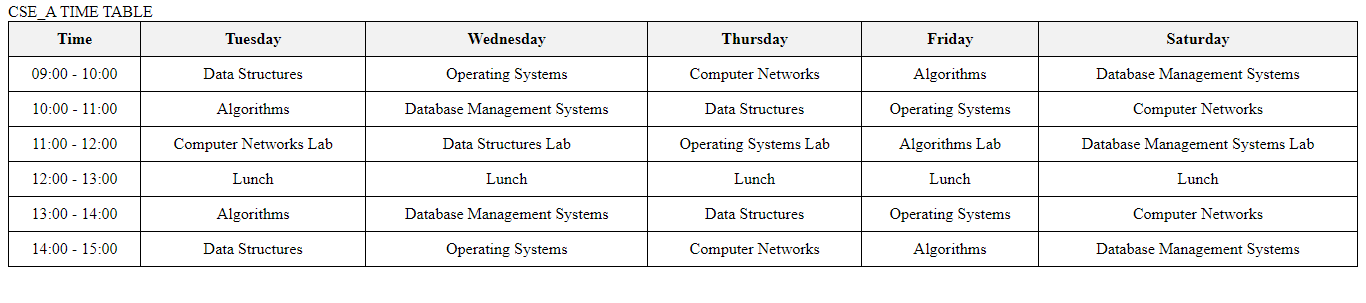 CSE_A TIME TABLE
Time Tuesday Wednesday Thursday Friday Saturday
09:00 - 10:00 Data Structures Operating Systems Computer Networks Algorithms Database Management Systems
10:00 - 11:00 Algorithms Database Management Systems Data Structures Operating Systems Computer Networks
11:00 - 12:00 Computer Networks Lab Data Structures Lab Operating Systems Lab Algorithms Lab Database Management Systems Lab
12:00 - 13:00 Lunch Lunch Lunch Lunch Lunch
13:00 - 14:00 Algorithms Database Management Systems Data Structures Operating Systems Computer Networks
14:00 - 15:00 Data Structures Operating Systems Computer Networks Algorithms Database Management Systems